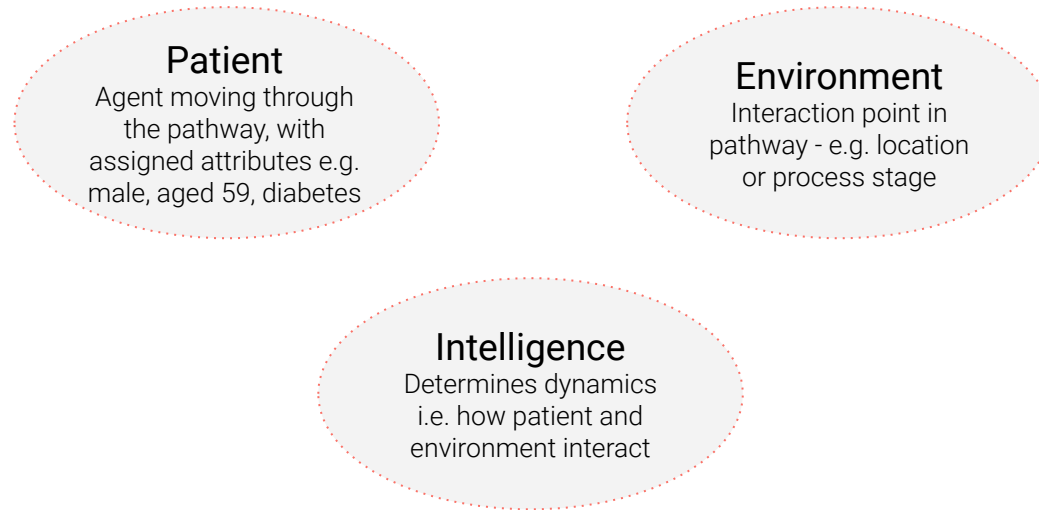 Patient
Agent moving through
the pathway, with
assigned attributes e.g.
male, aged 59, diabetes
Environment
Interaction point in
pathway - e.g. location
or process stage
Intelligence
Determines dynamics
i.e. how patient and
environment interact